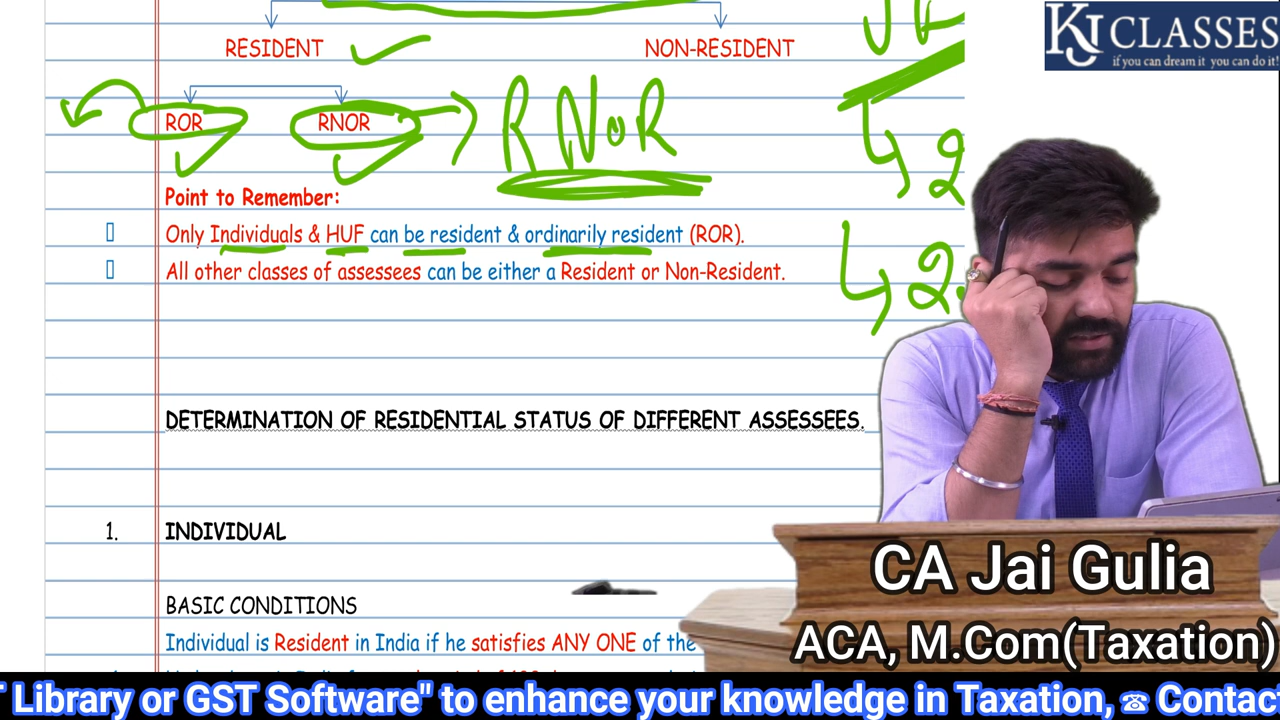 KJ CLASSES
if you can dream it you can do it!
RESIDENT
NON-RESIDENT
ROR
RNOR
RNoR
2
Point to Remember:
Only Individuals & HUF can be resident & ordinarily resident (ROR).
All other classes of assessees can be either a Resident or Non-Resident.
2.
DETERMINATION OF RESIDENTIAL STATUS OF DIFFERENT ASSESSEES.
1. INDIVIDUAL
BASIC CONDITIONS
Individual is Resident in India if he satisfies ANY ONE of the
CA Jai Gulia
ACA, M.Com(Taxation)
Library or GST Software" to enhance your knowledge in Taxation, ☎ Contac